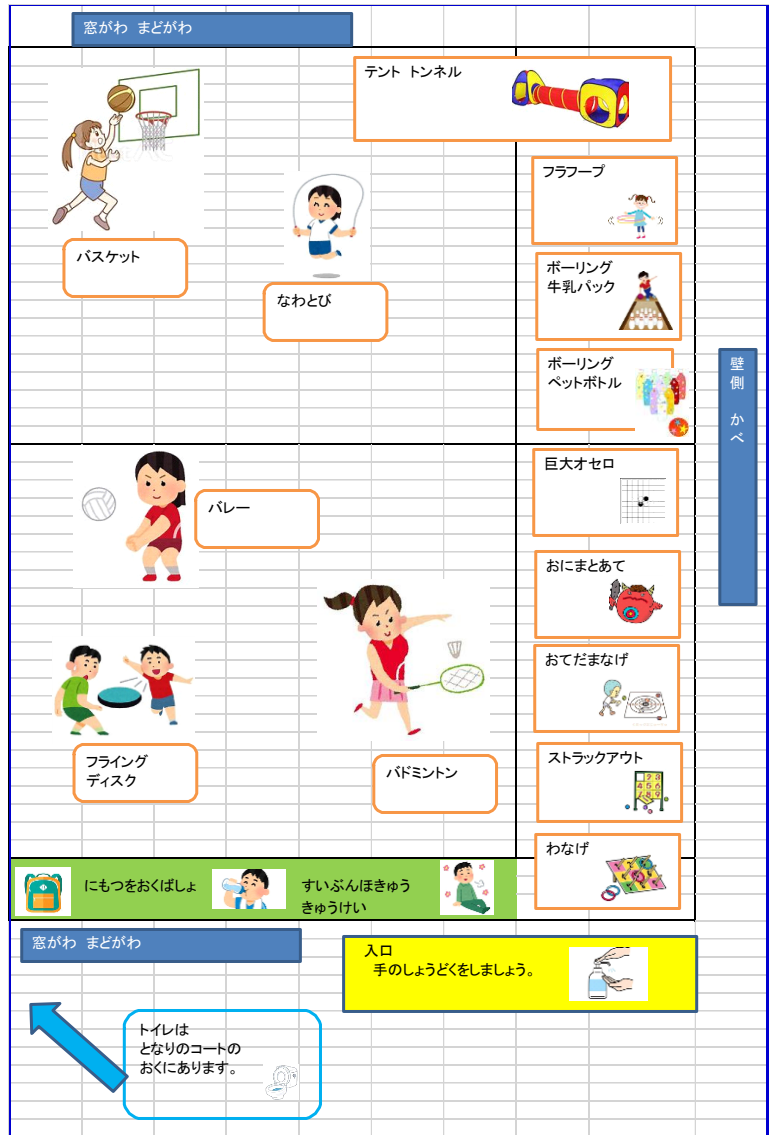 窓がわ まどがわ
テント トンネル
フラフープ
バスケット
なわとび
ボーリング
牛乳パック
ボーリング
ペットボトル
壁側 かべ
巨大オセロ
バレー
おにまとあて
おてだまなげ
フライング
ディスク
バドミントン
ストラックアウト
わなげ
にもつをおくばしょ
すいぶんほきゅう
きゅうけい
窓がわ まどがわ
入口
手のしょうどくをしましょう。
トイレは
となりのコートの
おくにあります。